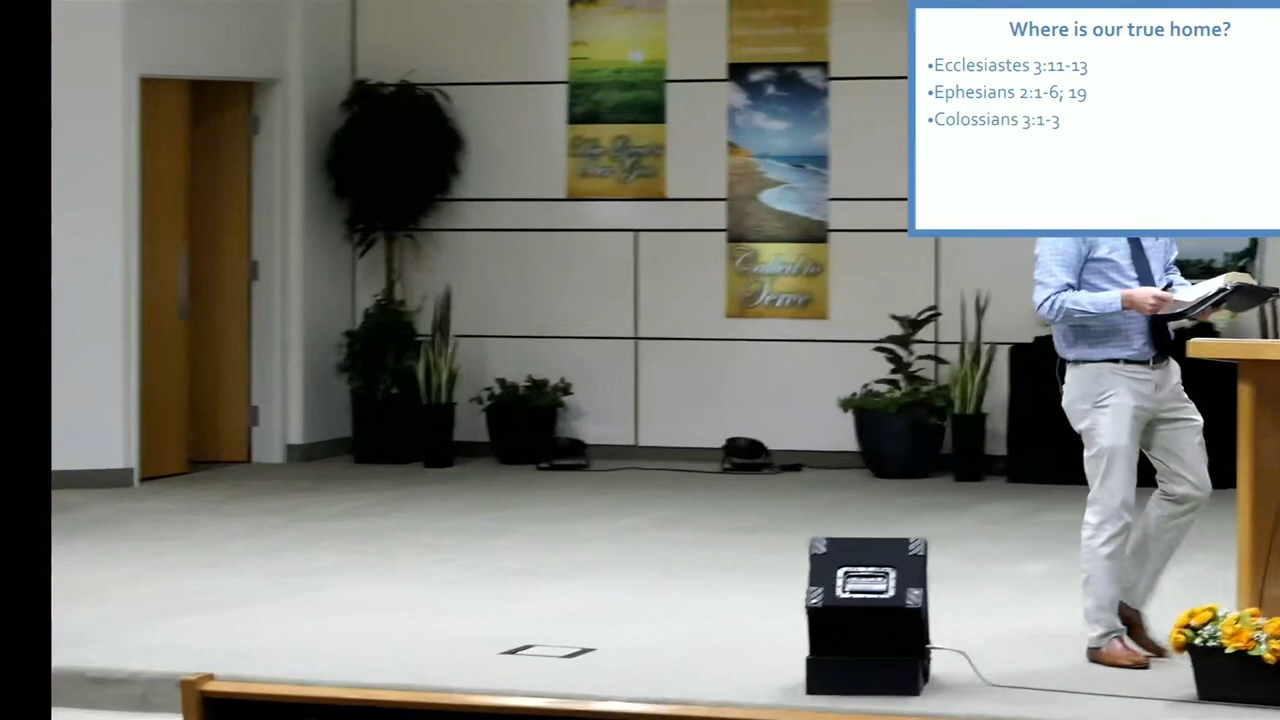 Where is our true home?
•Ecclesiastes 3:11-13
•Ephesians 2:1-6; 19
•Colossians 3:1-3
Called to
Serve